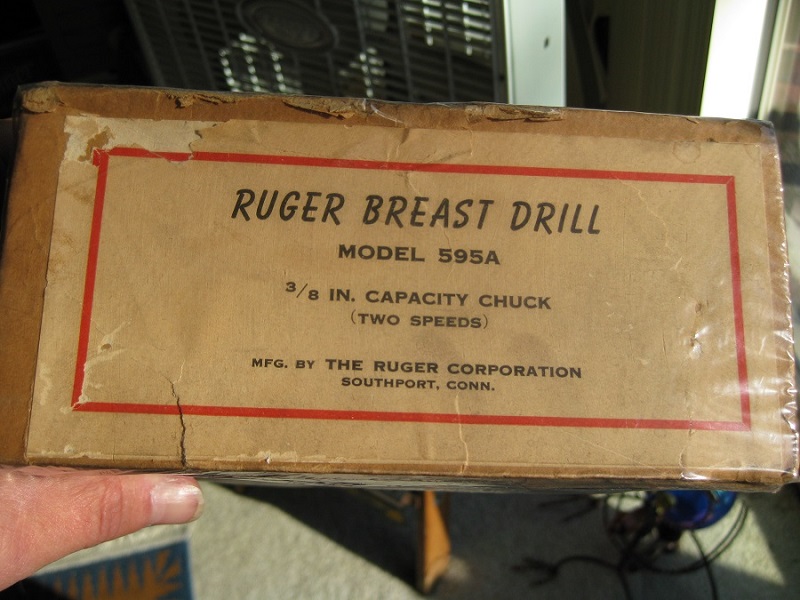 RUGER BREAST DRILL
MODEL 595A
3/8 IN. CAPACITY CHUCK
(TWO SPEEDS)
MFG. BY THE RUGER CORPORATION
SOUTHPORT, CONN.